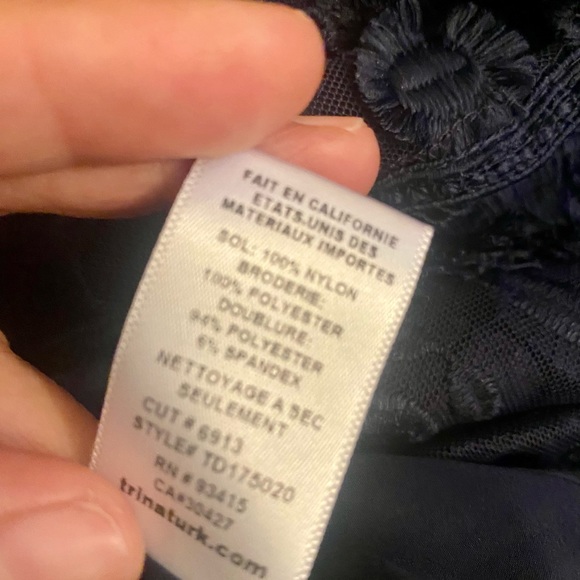 FAIT EN CALIFORNIE
ETATS.UNIS DES
MATERIAUX IMPORTES
SOL: 100% NYLON
BRODERIE:
100% POLYESTER
DOUBLURE:
94% POLYESTER
6% SPANDEX
NETTOYAGE A SEC
SEULEMENT
CUT # 6913
STYLE# TD175020
RN # 93415
CA#30427
trinaturk.com